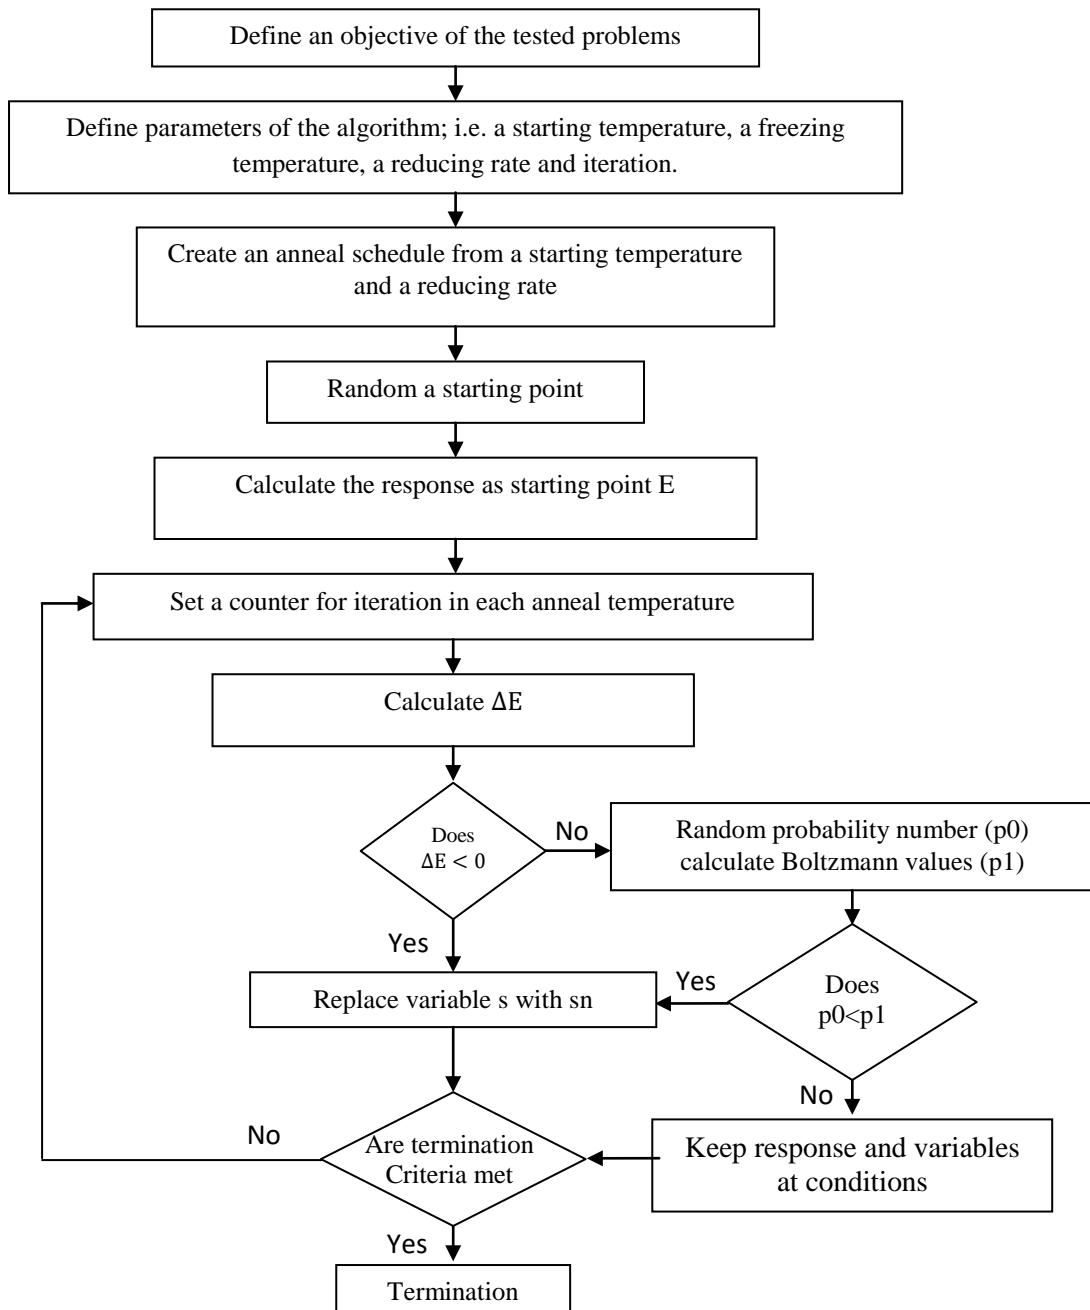 Define an objective of the tested problems
Define parameters of the algorithm; i.e. a starting temperature, a freezing
temperature, a reducing rate and iteration.
Create an anneal schedule from a starting temperature
and a reducing rate
Random a starting point
Calculate the response as starting point E
Set a counter for iteration in each anneal temperature
Calculate ΔE
Does
ΔE < 0
No
Random probability number (p0)
calculate Boltzmann values (p1)
Yes
Replace variable s with sn
Yes
Does
p0<p1
No
No
Are termination
Criteria met
Keep response and variables
at conditions
Yes
Termination